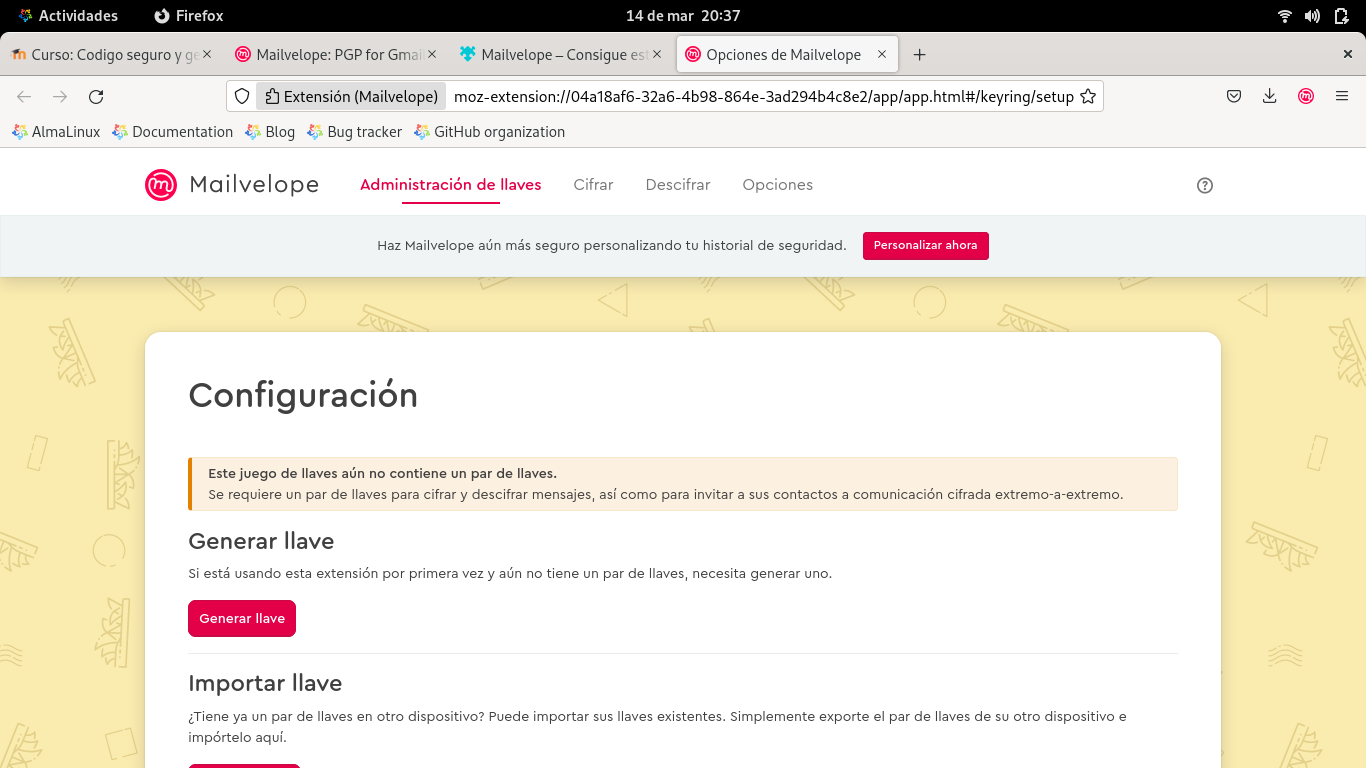 Actividades
Firefox
14 de mar 20:37
Curso: Codigo seguro y ge
Mailvelope: PGP for Gmail
Mailvelope – Consigue est
Opciones de Mailvelope
Extensión (Mailvelope)
moz-extension://04a18af6-32a6-4b98-864e-3ad294b4c8e2/app/app.html#/keyring/setup
AlmaLinux
Documentation
Blog
Bug tracker
GitHub organization
Mailvelope
Administración de llaves
Cifrar
Descifrar
Opciones
Haz Mailvelope aún más seguro personalizando tu historial de seguridad.
Personalizar ahora
Configuración
Este juego de llaves aún no contiene un par de llaves.
Se requiere un par de llaves para cifrar y descifrar mensajes, así como para invitar a sus contactos a comunicación cifrada extremo-a-extremo.
Generar llave
Si está usando esta extensión por primera vez y aún no tiene un par de llaves, necesita generar uno.
Generar llave
Importar llave
¿Tiene ya un par de llaves en otro dispositivo? Puede importar sus llaves existentes. Simplemente exporte el par de llaves de su otro dispositivo e
impórtelo aquí.